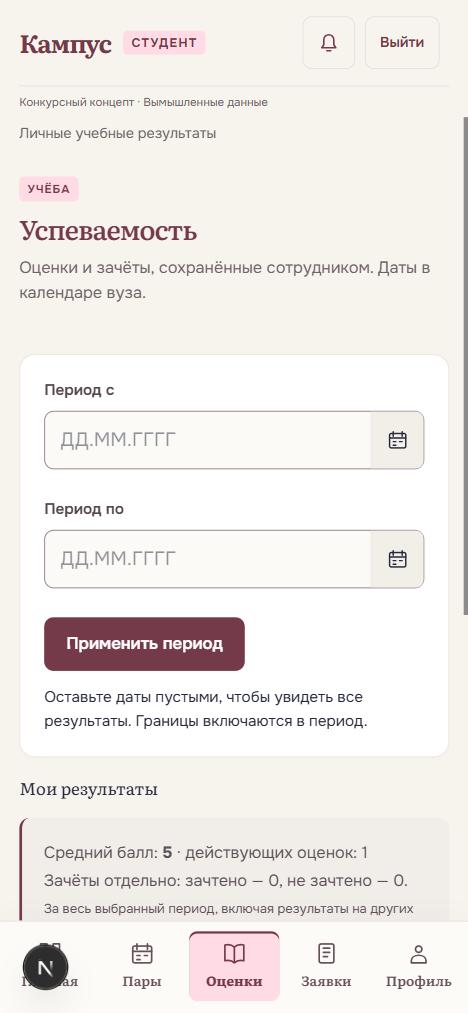 Кампус СТУДЕНТ Выйти
Конкурсный концепт · Вымышленные данные
Личные учебные результаты
УЧЁБА
Успеваемость
Оценки и зачёты, сохранённые сотрудником. Даты в
календаре вуза.
Период с
ДД.ММ.ГГГГ
Период по
ДД.ММ.ГГГГ
Применить период
Оставьте даты пустыми, чтобы увидеть все
результаты. Границы включаются в период.
Мои результаты
Средний балл: 5 · действующих оценок: 1
Зачёты отдельно: зачтено — 0, не зачтено — 0.
За весь выбранный период, включая результаты на других
N
Пары Оценки Заявки Профиль